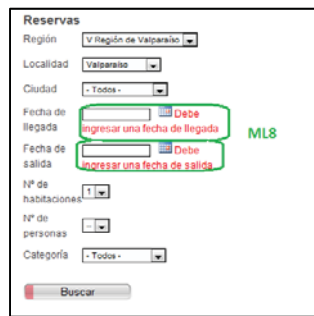 Reservas
Región V Región de Valparaíso
Localidad Valparaíso
Ciudad - Todos -
Fecha de llegada Debe ingresar una fecha de llegada
ML8
Fecha de salida Debe ingresar una fecha de salida
Nº de habitaciones 1
Nº de personas --
Categoría - Todos -
Buscar